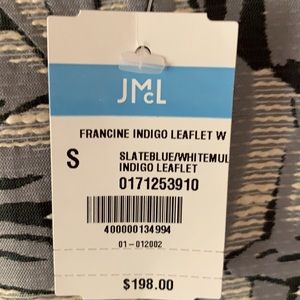 JMcL
FRANCINE INDIGO LEAFLET W
S
SLATEBLUE/WHITEMUL
INDIGO LEAFLET
0171253910
400000134994
01-012002
$198.00